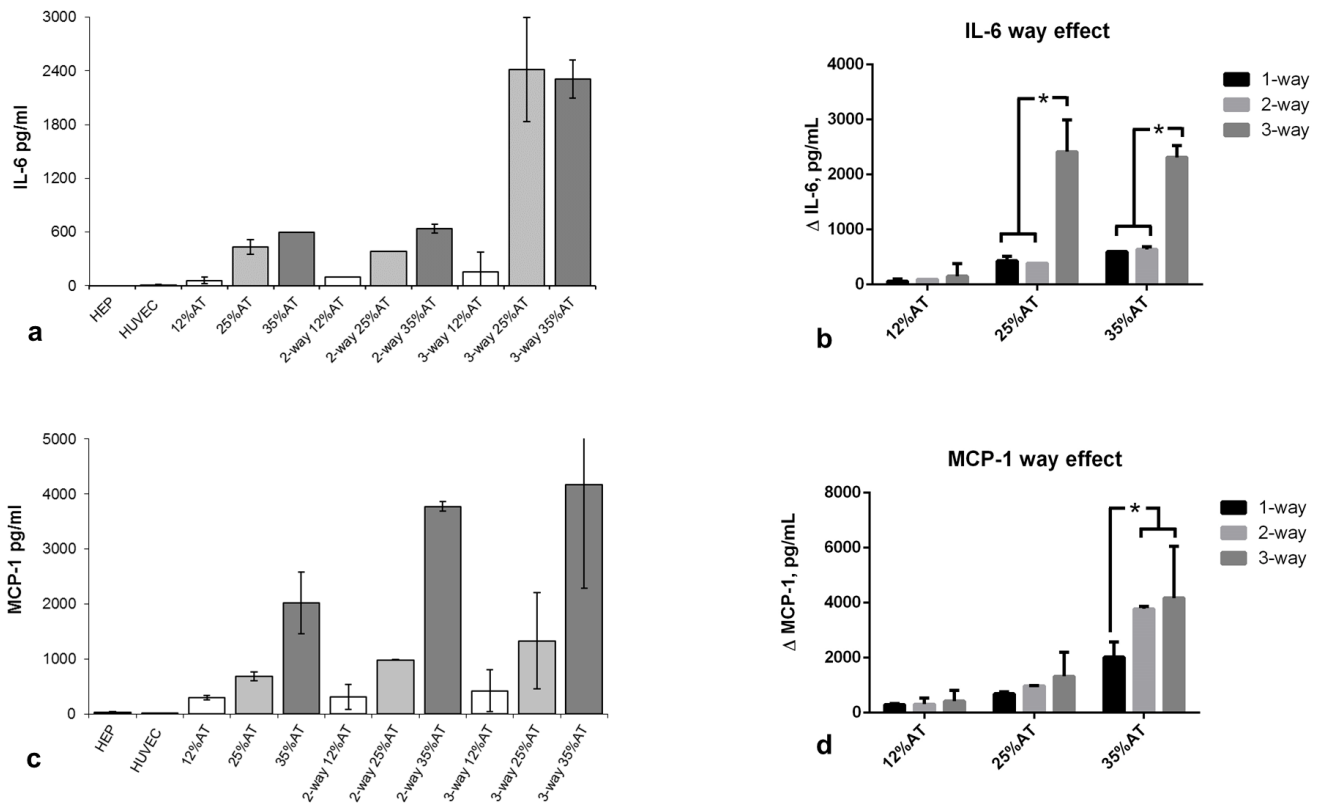 3000
2400
1800
1200
600
0
IL-6 pg/ml
HEP
HUVEC
12%AT
25%AT
35%AT
2-way 12%AT
2-way 25%AT
2-way 35%AT
3-way 12%AT
3-way 25%AT
3-way 35%AT
a
IL-6 way effect
4000
3000
2000
1000
0
Δ IL-6, pg/mL
*
*
12%AT
25%AT
35%AT
1-way
2-way
3-way
b
5000
4000
3000
2000
1000
0
MCP-1 pg/ml
HEP
HUVEC
12%AT
25%AT
35%AT
2-way 12%AT
2-way 25%AT
2-way 35%AT
3-way 12%AT
3-way 25%AT
3-way 35%AT
c
MCP-1 way effect
8000
6000
4000
2000
0
Δ MCP-1, pg/mL
*
12%AT
25%AT
35%AT
1-way
2-way
3-way
d